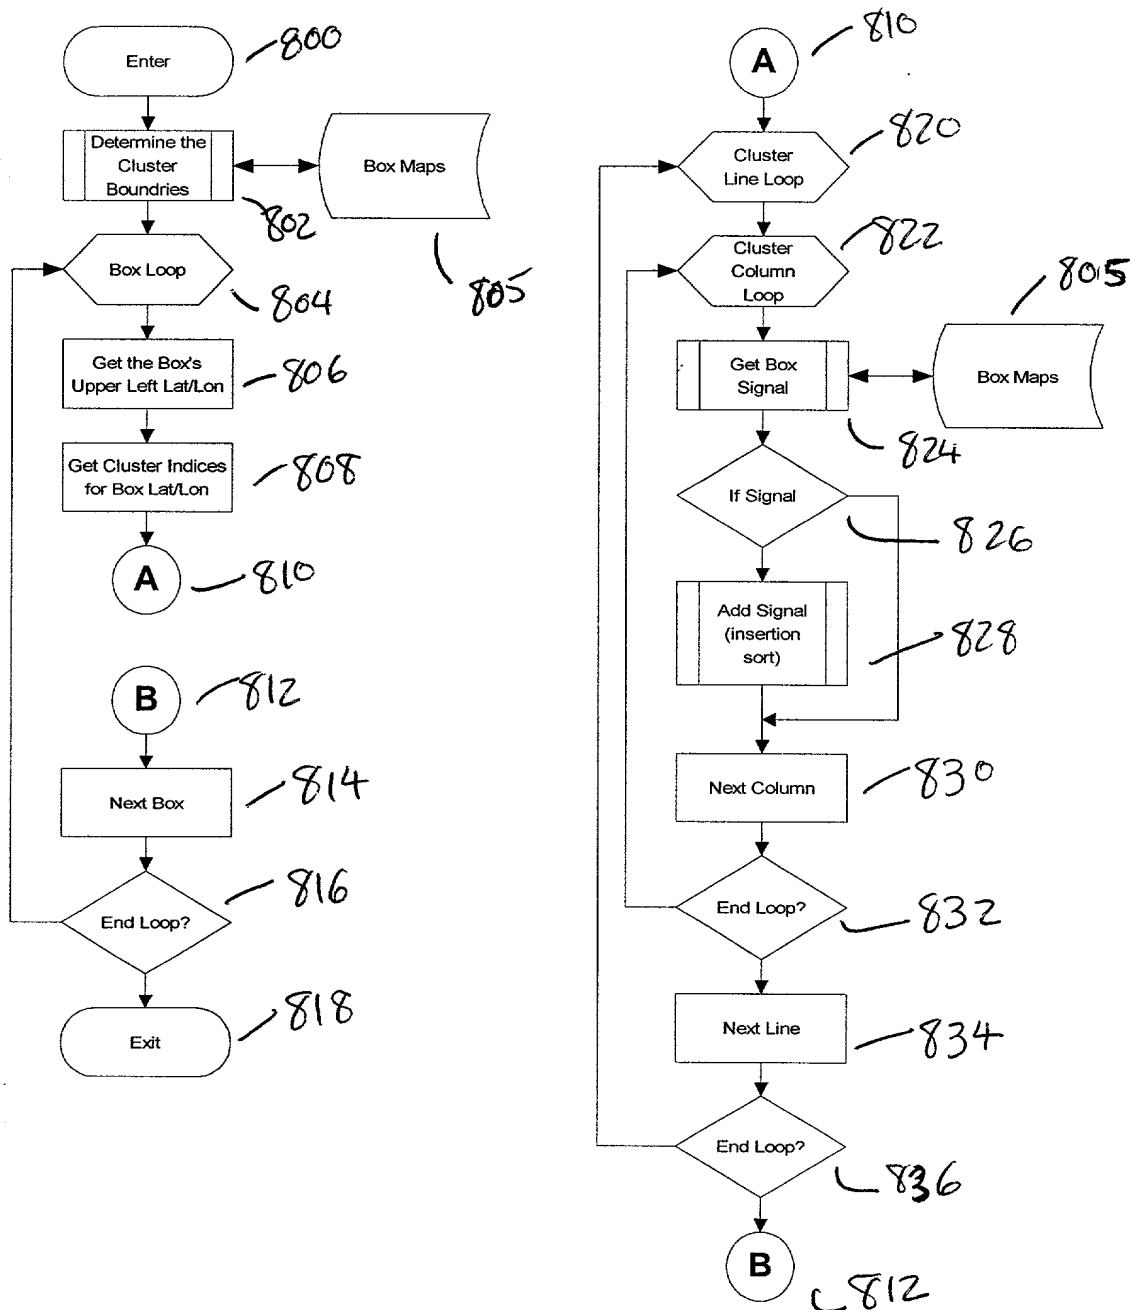 Enter
800
Determine the
Cluster
Boundries
802
Box Maps
805
Box Loop
804
Get the Box's
Upper Left Lat/Lon
806
Get Cluster Indices
for Box Lat/Lon
808
A
810
B
812
Next Box
814
End Loop?
816
Exit
818
A
810
Cluster
Line Loop
820
Cluster
Column
Loop
822
Get Box
Signal
824
Box Maps
805
If Signal
826
Add Signal
(insertion
sort)
828
Next Column
830
End Loop?
832
Next Line
834
End Loop?
836
B
812